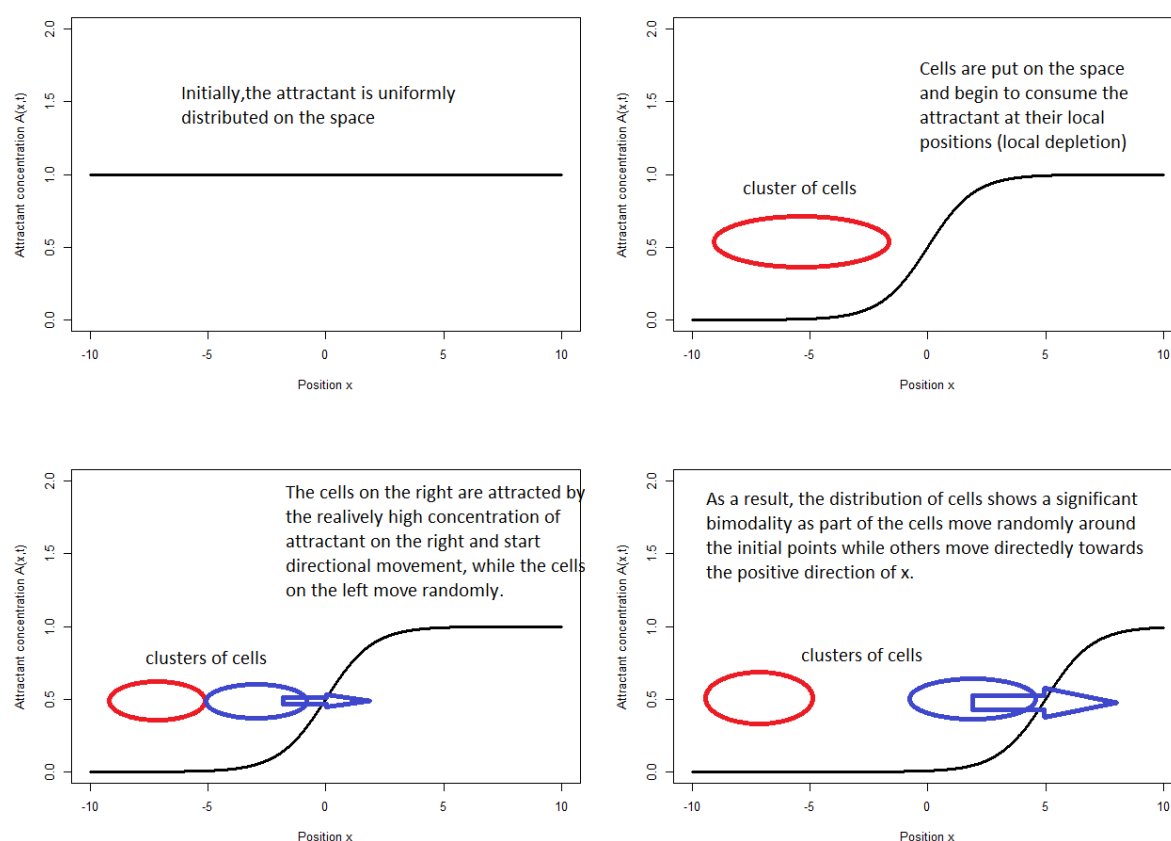 2.0
1.5
1.0
0.5
0.0
Attractant concentration A(x,t)
Initially,the attractant is uniformly
distributed on the space
-10
-5
0
5
10
Position x
2.0
1.5
1.0
0.5
0.0
Attractant concentration A(x,t)
Cells are put on the space
and begin to consume the
attractant at their local
positions (local depletion)
cluster of cells
-10
-5
0
5
10
Position x
2.0
1.5
1.0
0.5
0.0
Attractant concentration A(x,t)
The cells on the right are attracted by
the realively high concentration of
attractant on the right and start
directional movement, while the cells
on the left move randomly.
clusters of cells
-10
-5
0
5
10
Position x
2.0
1.5
1.0
0.5
0.0
Attractant concentration A(x,t)
As a result, the distribution of cells shows a significant
bimodality as part of the cells move randomly around
the initial points while others move directedly towards
the positive direction of x.
clusters of cells
-10
-5
0
5
10
Position x